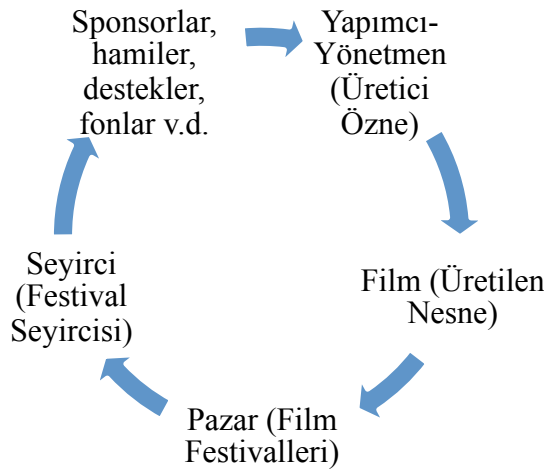 Sponsorlar,
hamiler,
destekler,
fonlar v.d.
Yapımcı-
Yönetmen
(Üretici
Özne)
Film (Üretilen
Nesne)
Pazar (Film
Festivalleri)
Seyirci
(Festival
Seyircisi)